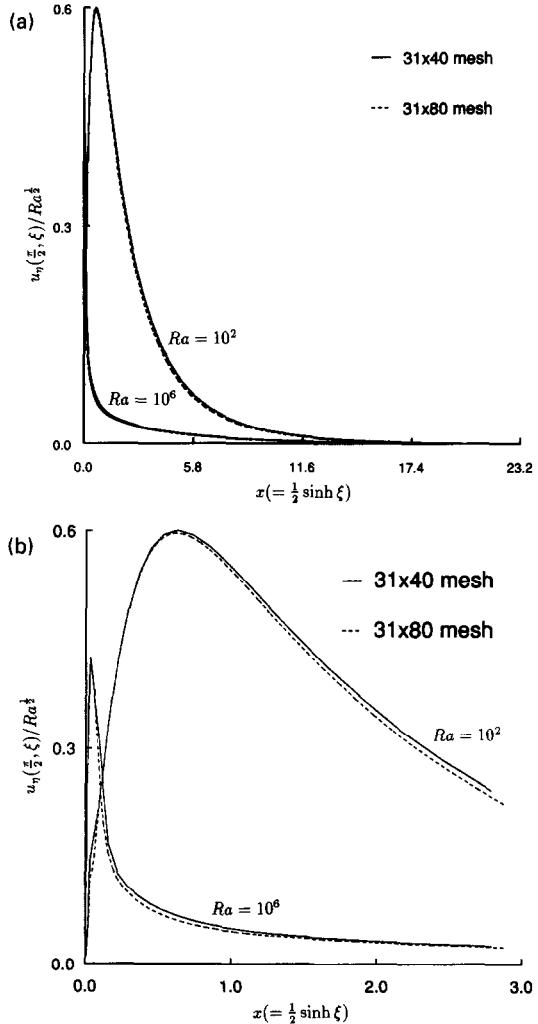 (a)
0.6
31x40 mesh
31x80 mesh
0.3
u_η(π/2, ξ)/Ra^{1/2}
Ra = 10²
Ra = 10⁶
0.0
0.0 5.8 11.6 17.4 23.2
x(= 1/2 sinh ξ)
(b)
0.6
31x40 mesh
31x80 mesh
0.3
u_η(π/2, ξ)/Ra^{1/2}
Ra = 10²
Ra = 10⁶
0.0
0.0 1.0 2.0 3.0
x(= 1/2 sinh ξ)